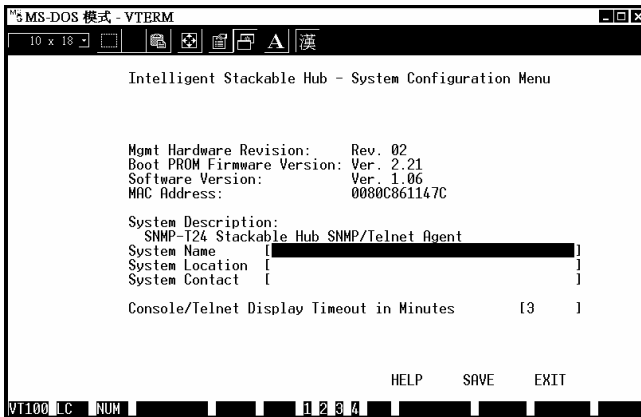 MS-DOS 模式 - VTERM
10 x 18 A 漢
Intelligent Stackable Hub - System Configuration Menu
Mgmt Hardware Revision: Rev. 02
Boot PROM Firmware Version: Ver. 2.21
Software Version: Ver. 1.06
MAC Address: 0080C861147C
System Description:
SNMP-T24 Stackable Hub SNMP/Telnet Agent
System Name [ ]
System Location [ ]
System Contact [ ]
Console/Telnet Display Timeout in Minutes [3 ]
HELP SAVE EXIT
VT100 LC NUM 1 2 3 4